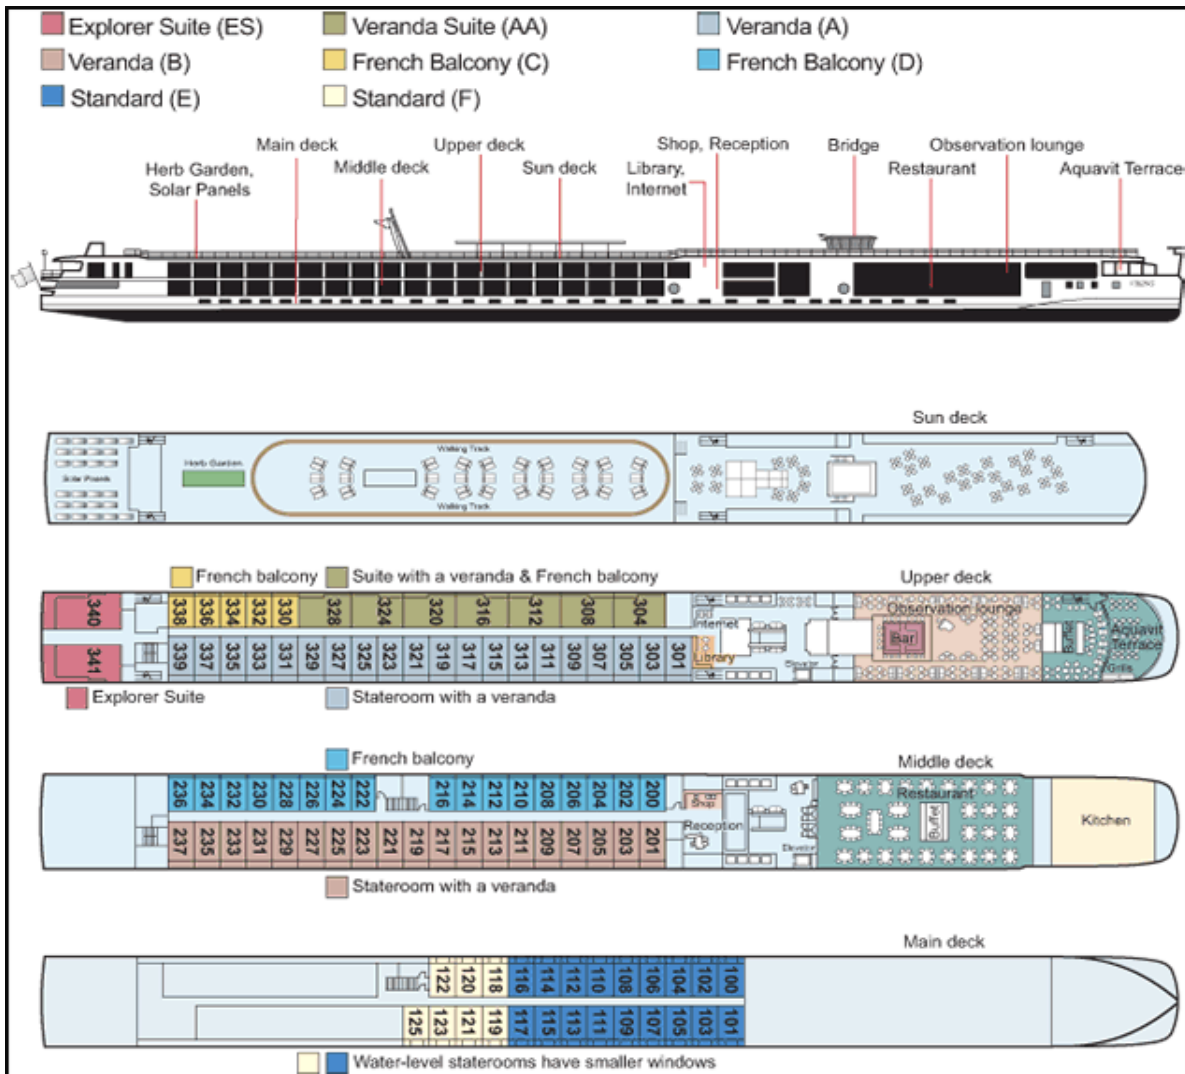 Explorer Suite (ES) Veranda Suite (AA) Veranda (A)
Veranda (B) French Balcony (C) French Balcony (D)
Standard (E) Standard (F)
Main deck Upper deck Shop, Reception Bridge Observation lounge
Herb Garden, Solar Panels Middle deck Sun deck Library, Internet Restaurant Aquavit Terrace
VIKING
Sun deck
Walking Track
Herb Garden
Solar Panels
Walking Track
French balcony Suite with a veranda & French balcony Upper deck
340 338 336 334 332 330 328 324 320 316 312 308 304 Internet Observation lounge
Bar Buffet Aquavit Terrace
341 339 337 335 333 331 329 327 325 323 321 319 317 315 313 311 309 307 305 303 301 Library Elevator Grills
Explorer Suite Stateroom with a veranda
French balcony Middle deck
236 234 232 230 228 226 224 222 216 214 212 210 208 206 204 202 200 Shop Restaurant
Reception Buffet Kitchen
237 235 233 231 229 227 225 223 221 219 217 215 213 211 209 207 205 203 201 Elevator
Stateroom with a veranda
Main deck
122 120 118 116 114 112 110 108 106 104 102 100
125 123 121 119 117 115 113 111 109 107 105 103 101
Water-level staterooms have smaller windows